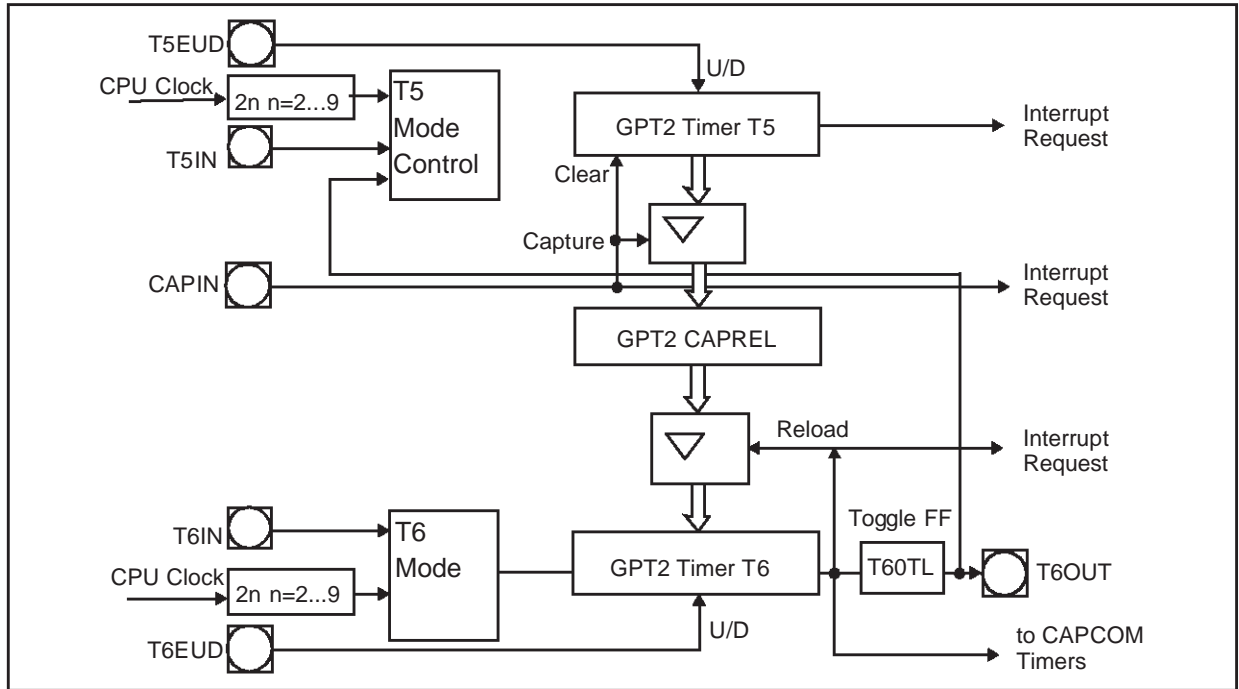 T5EUD
U/D
CPU Clock
2n n=2...9
T5
Mode
Control
GPT2 Timer T5
Interrupt
Request
T5IN
Clear
Capture
CAPIN
Interrupt
Request
GPT2 CAPREL
Reload
Interrupt
Request
T6IN
T6
Mode
Toggle FF
GPT2 Timer T6
T60TL
T6OUT
CPU Clock
2n n=2...9
U/D
T6EUD
to CAPCOM
Timers